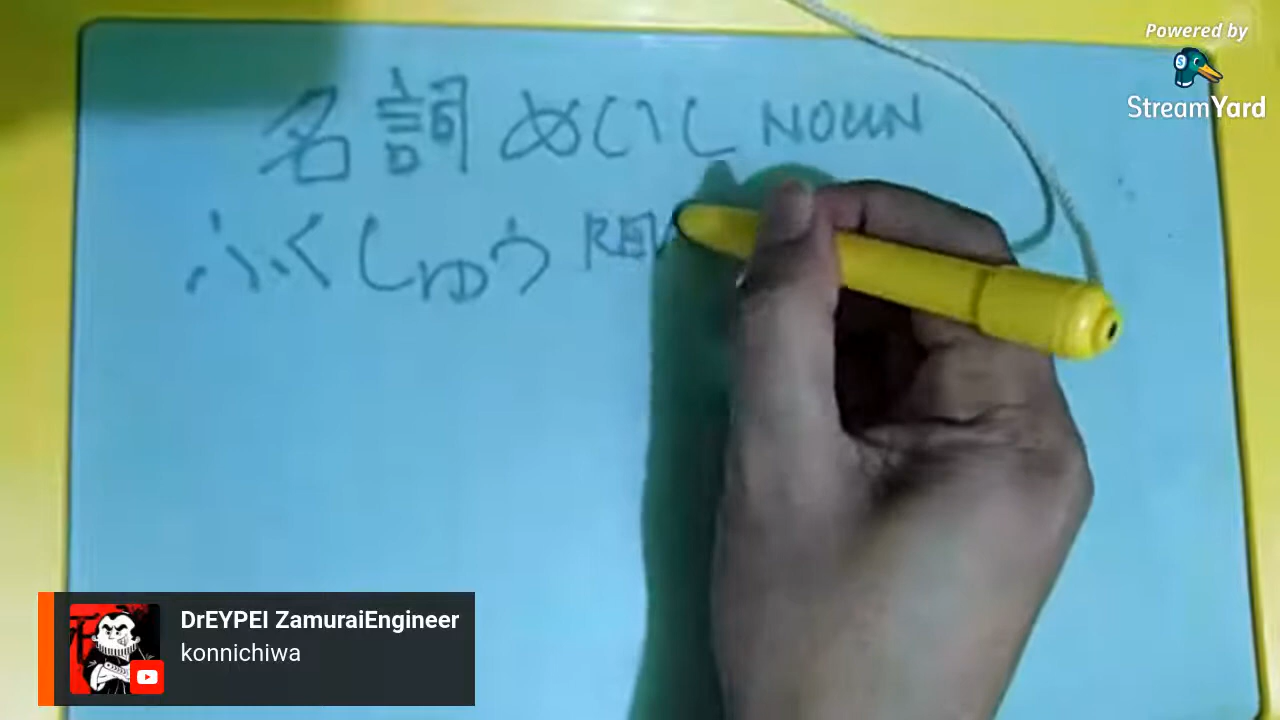 Powered by
StreamYard
名詞 めいし NOUN
ふくしゅう REV
DrEYPEI ZamuraiEngineer
konnichiwa